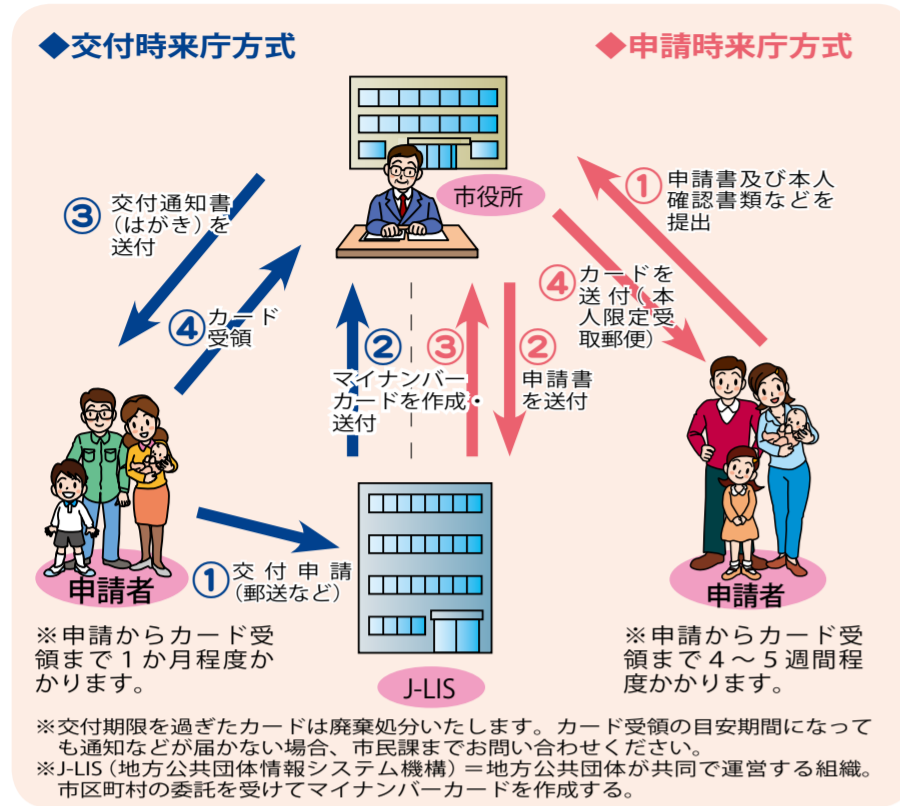 ◆交付時来庁方式
◆申請時来庁方式
市役所
③
交付通知書
（はがき）を
送付
④
カード
受領
②
③
マイナンバー
カードを作成・
送付
②
申請書
を送付
④
カードを
送付（本
人限定受
取郵便）
①
申請書及び本人
確認書類などを
提出
申請者
①
交付申請
（郵送など）
J-LIS
申請者
※申請からカード受
領まで１か月程度か
かります。
※申請からカード受
領まで４～５週間程
度かかります。
※交付期限を過ぎたカードは廃棄処分いたします。カード受領の目安期間になって
も通知などが届かない場合、市民課までお問い合わせください。
※J-LIS（地方公共団体情報システム機構）＝地方公共団体が共同で運営する組織。
市区町村の委託を受けてマイナンバーカードを作成する。